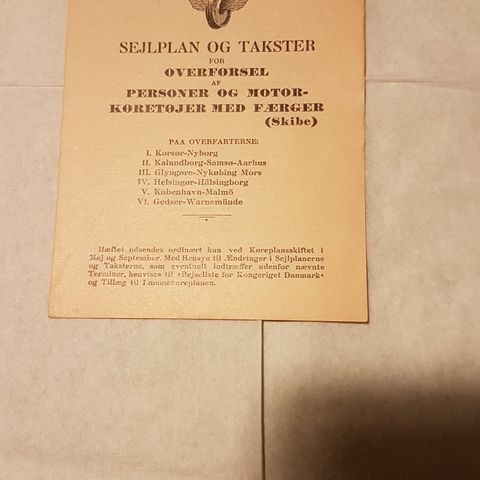 SEJLPLAN OG TAKSTER
FOR
OVERFØRSEL
AF
PERSONER OG MOTOR-
KØRETØJER MED FÆRGER
(Skibe)
PAA OVERFARTERNE:
I. Korsør-Nyborg
II. Kalundborg-Samsø-Aarhus
III. Glyngøre-Nykøbing Mors
IV. Helsingør-Hälsingborg
V. København-Malmö
VI. Gedser-Warnemünde
Hæftet udsendes ordinært kun ved Køreplansskiftet i
Maj og September. Med Hensyn til Ændringer i Sejlplanerne
og Taksterne, som eventuelt indtræffer udenfor nævnte
Terminer, henvises til »Rejseliste for Kongeriget Danmark«
og Tillæg til Lommekøreplanen.